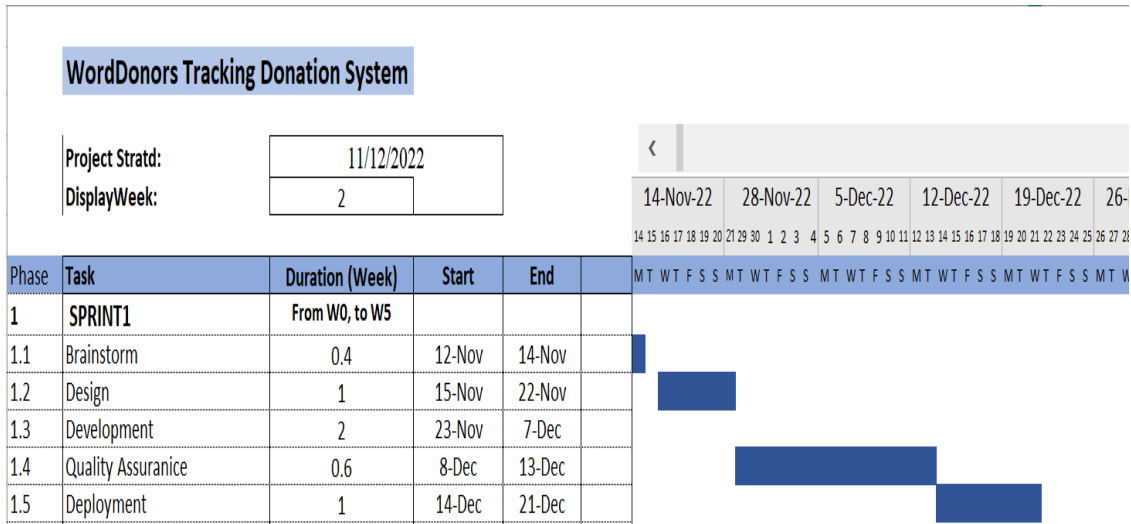 WordDonors Tracking Donation System
Project Stratd: 11/12/2022
DisplayWeek: 2
14-Nov-22 28-Nov-22 5-Dec-22 12-Dec-22 19-Dec-22 26-
14 15 16 17 18 19 20 21 29 30 1 2 3 4 5 6 7 8 9 10 11 12 13 14 15 16 17 18 19 20 21 22 23 24 25 26 27 28
Phase Task Duration (Week) Start End M T W T F S S M T W T F S S M T W T F S S M T W T F S S M T W T F S S M T W
1 SPRINT1 From W0, to W5
1.1 Brainstorm 0.4 12-Nov 14-Nov
1.2 Design 1 15-Nov 22-Nov
1.3 Development 2 23-Nov 7-Dec
1.4 Quality Assuranice 0.6 8-Dec 13-Dec
1.5 Deployment 1 14-Dec 21-Dec